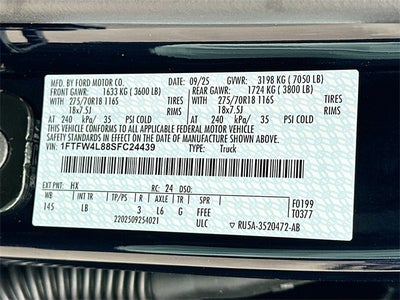 MFD. BY FORD MOTOR CO. 09/25 GVWR: 3198 KG ( 7050 LB)
FRONT GAWR: 1633 KG ( 3600 LB) REAR GAWR: 1724 KG ( 3800 LB)
275/70R18 116S TIRES 275/70R18 116S TIRES
18x7.5J RIMS 18x7.5J RIMS
AT 240 kPa/ 35 PSI COLD AT 240 kPa/ 35 PSI COLD
THIS VEHICLE CONFORMS TO ALL APPLICABLE FEDERAL MOTOR VEHICLE
SAFETY STANDARDS IN EFFECT ON THE DATE OF MANUFACTURE SHOWN ABOVE.
VIN: 1FTFW4L88SFC24439 TYPE: Truck
EXT PNT: HX RC: 24 DSO:
WB INT TR TP/PS R AXLE TR SPR
145 LB 3 L6 G FFEE
2202509254021 ULC
F0199
T0377
RU5A-3520472-AB